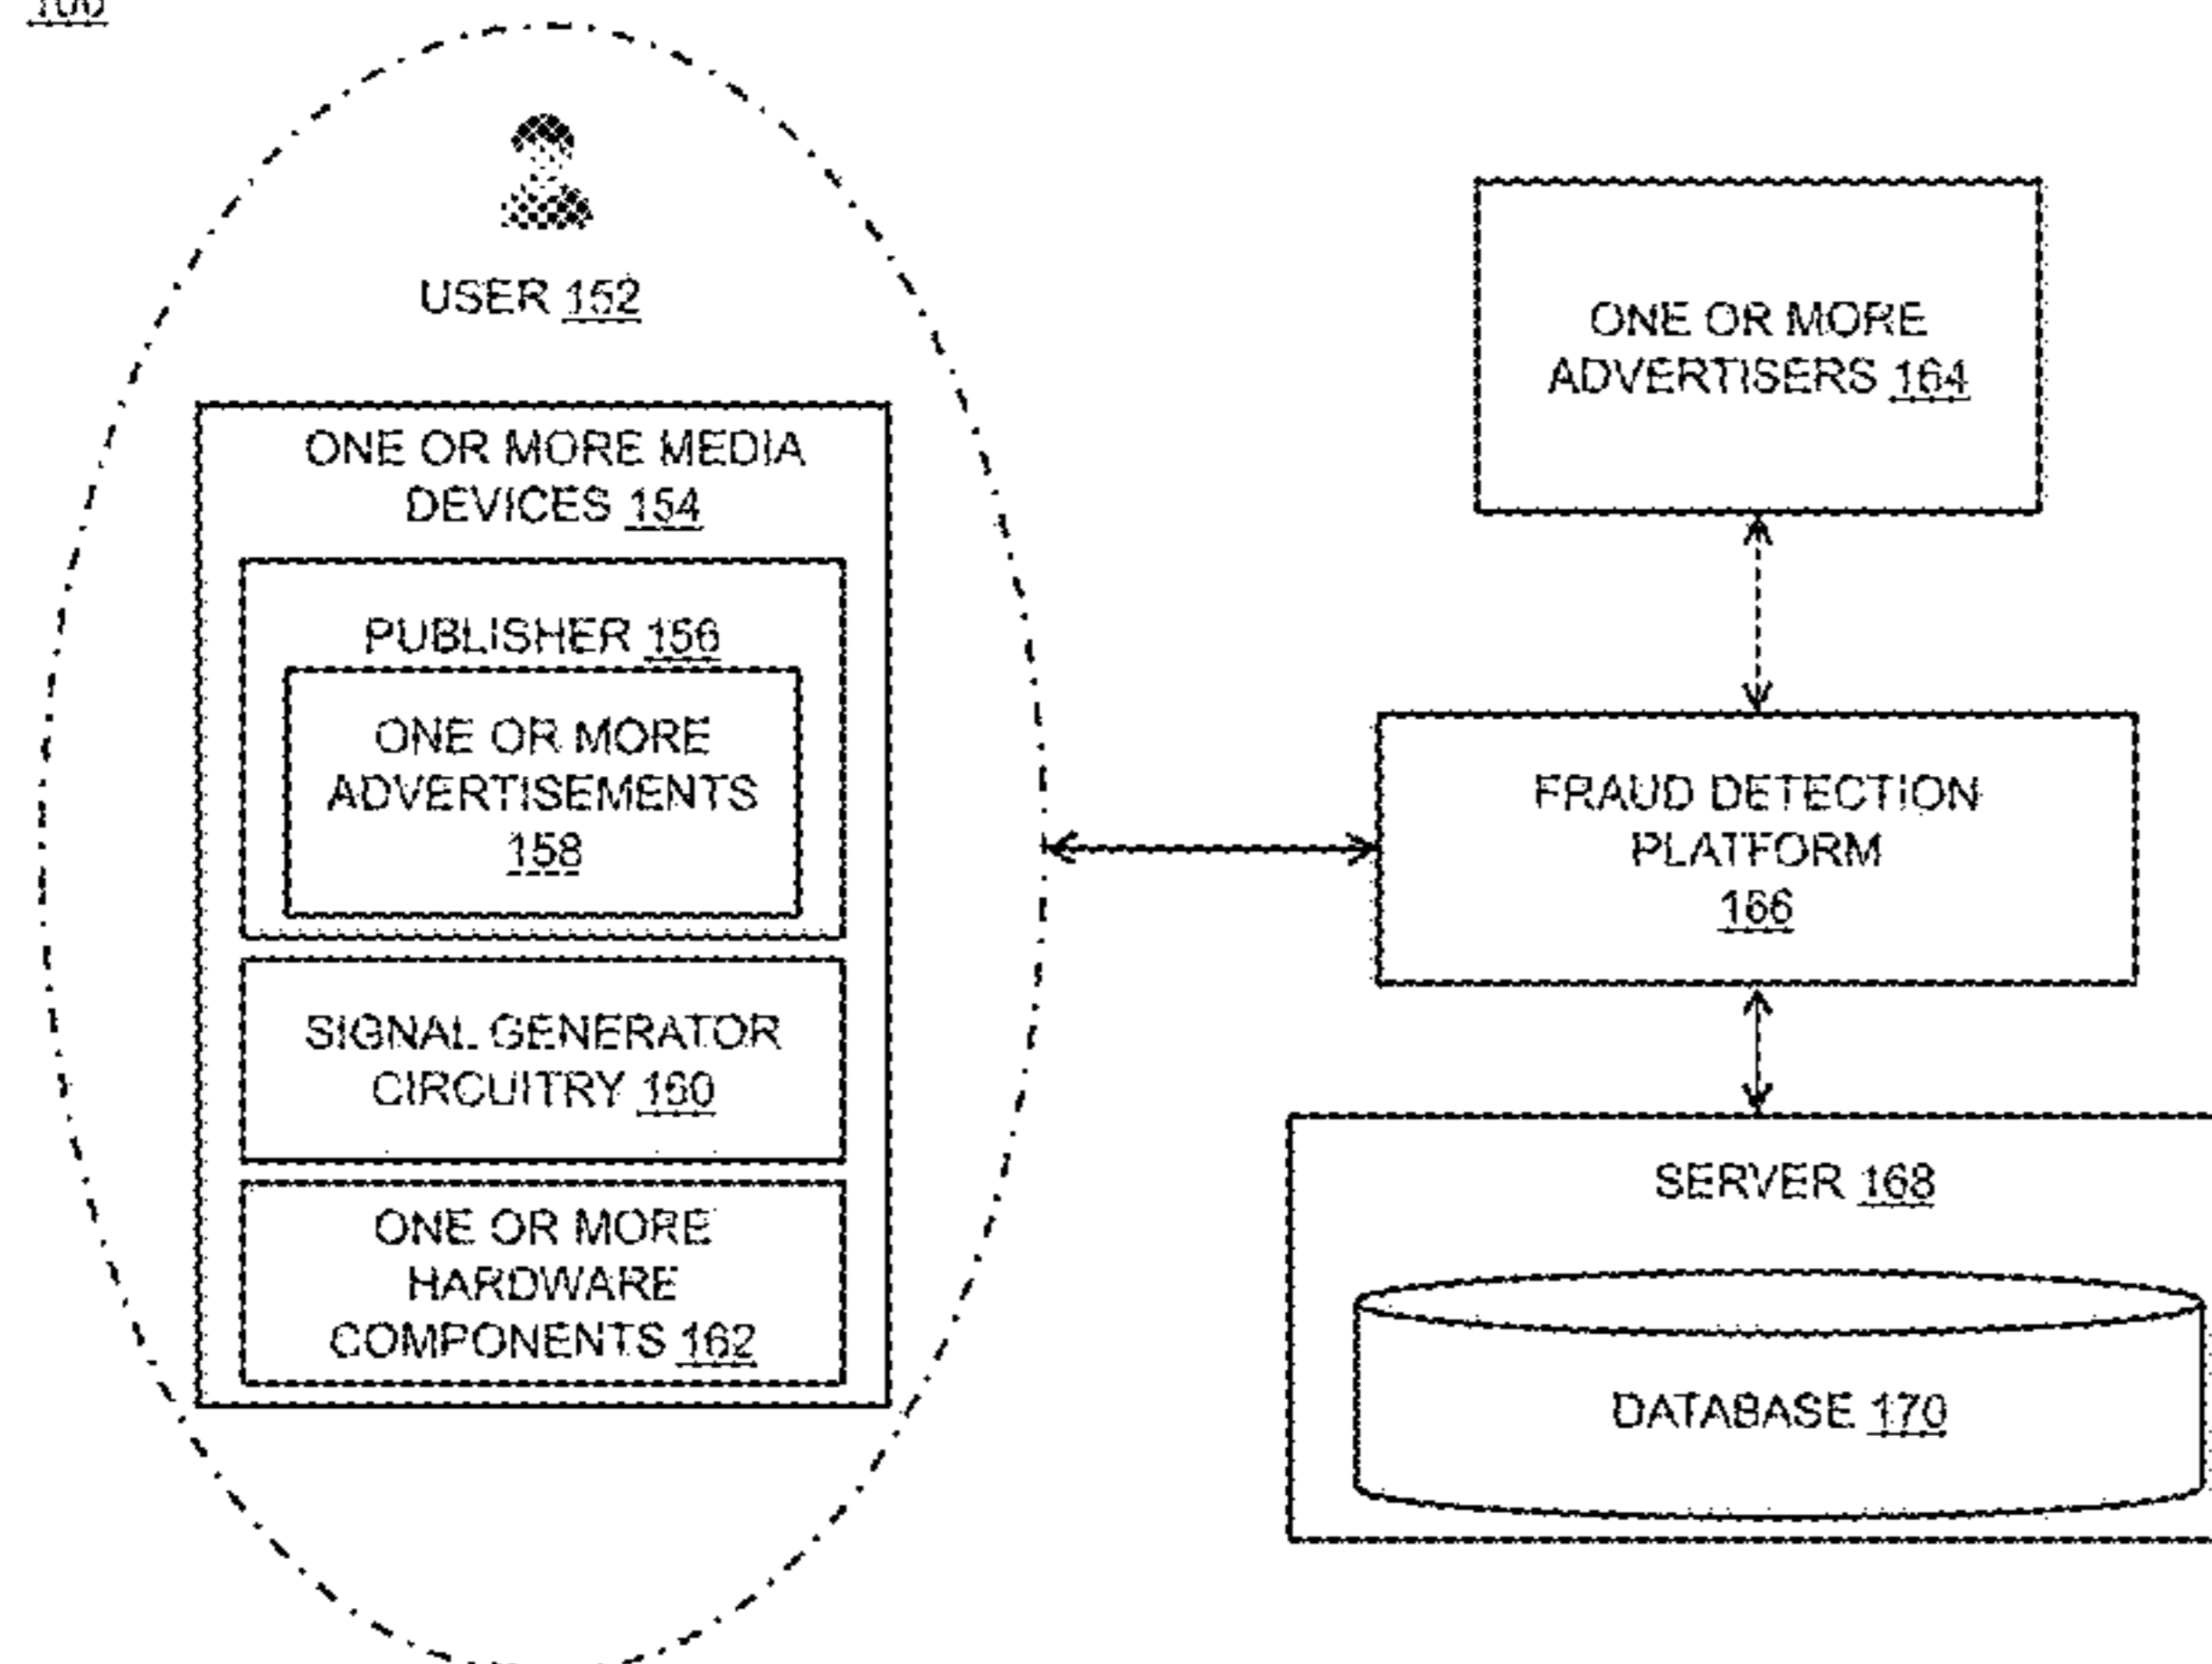 USER 152
ONE OR MORE MEDIA
DEVICES 154
PUBLISHER 156
ONE OR MORE
ADVERTISEMENTS
158
SIGNAL GENERATOR
CIRCUITRY 160
ONE OR MORE
HARDWARE
COMPONENTS 162
ONE OR MORE
ADVERTISERS 164
FRAUD DETECTION
PLATFORM
166
SERVER 168
DATABASE 170